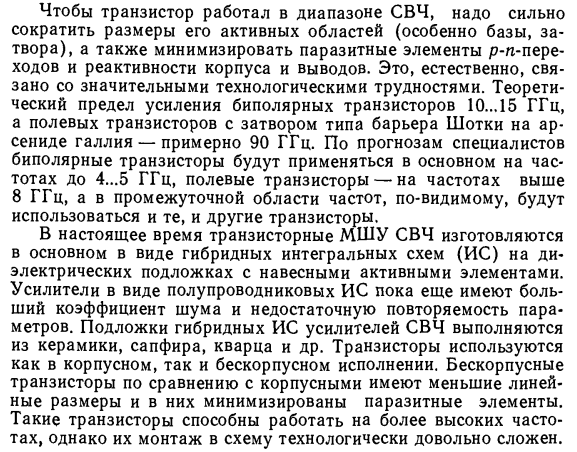 Чтобы транзистор работал в диапазоне СВЧ, надо сильно
сократить размеры его активных областей (особенно базы, за-
твора), а также минимизировать паразитные элементы p-n-пере-
ходов и реактивности корпуса и выводов. Это, естественно, свя-
зано со значительными технологическими трудностями. Теорети-
ческий предел усиления биполярных транзисторов 10...15 ГГц,
а полевых транзисторов с затвором типа барьера Шотки на ар-
сениде галлия — примерно 90 ГГц. По прогнозам специалистов
биполярные транзисторы будут применяться в основном на час-
тотах до 4...5 ГГц, полевые транзисторы — на частотах выше
8 ГГц, а в промежуточной области частот, по-видимому, будут
использоваться и те, и другие транзисторы.
В настоящее время транзисторные МШУ СВЧ изготовляются
в основном в виде гибридных интегральных схем (ИС) на ди-
электрических подложках с навесными активными элементами.
Усилители в виде полупроводниковых ИС пока еще имеют боль-
ший коэффициент шума и недостаточную повторяемость пара-
метров. Подложки гибридных ИС усилителей СВЧ выполняются
из керамики, сапфира, кварца и др. Транзисторы используются
как в корпусном, так и бескорпусном исполнении. Бескорпусные
транзисторы по сравнению с корпусными имеют меньшие линей-
ные размеры и в них минимизированы паразитные элементы.
Такие транзисторы способны работать на более высоких часто-
тах, однако их монтаж в схему технологически довольно сложен.